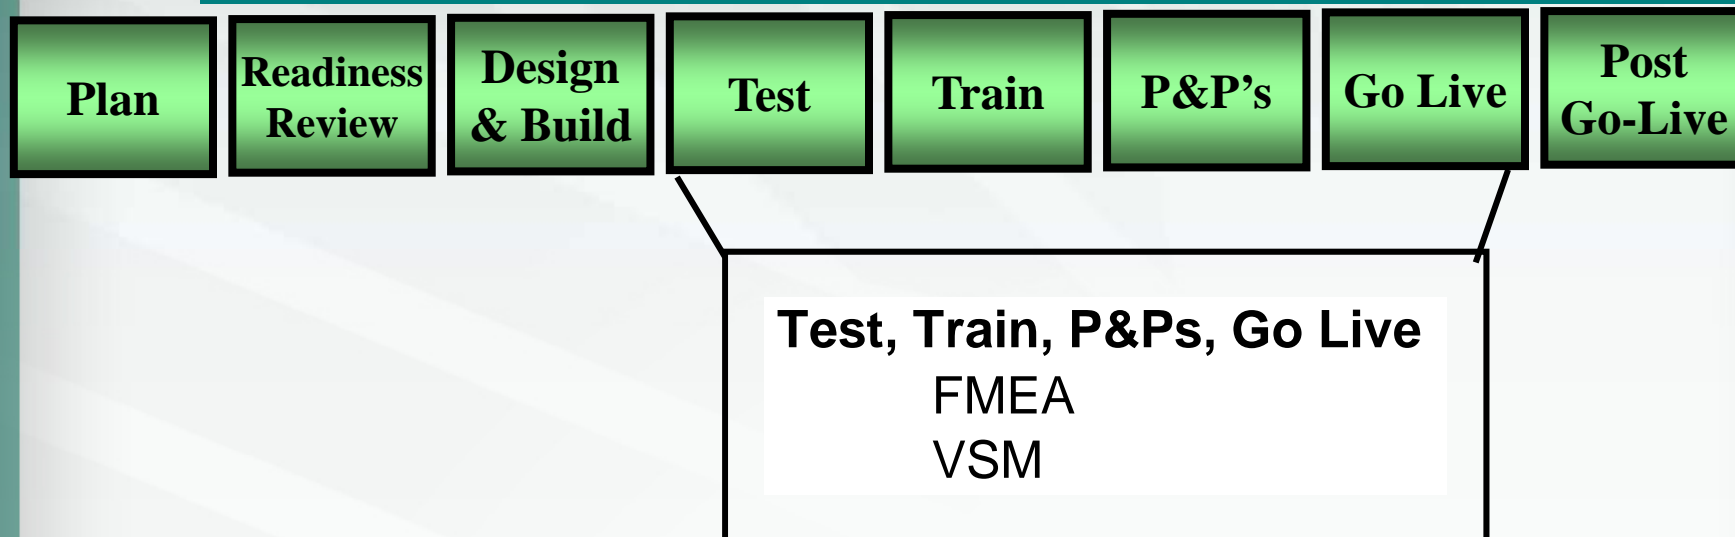 Plan
Readiness
Review
Design
& Build
Test
Train
P&P’s
Go Live
Post
Go-Live
Test, Train, P&Ps, Go Live
FMEA
VSM